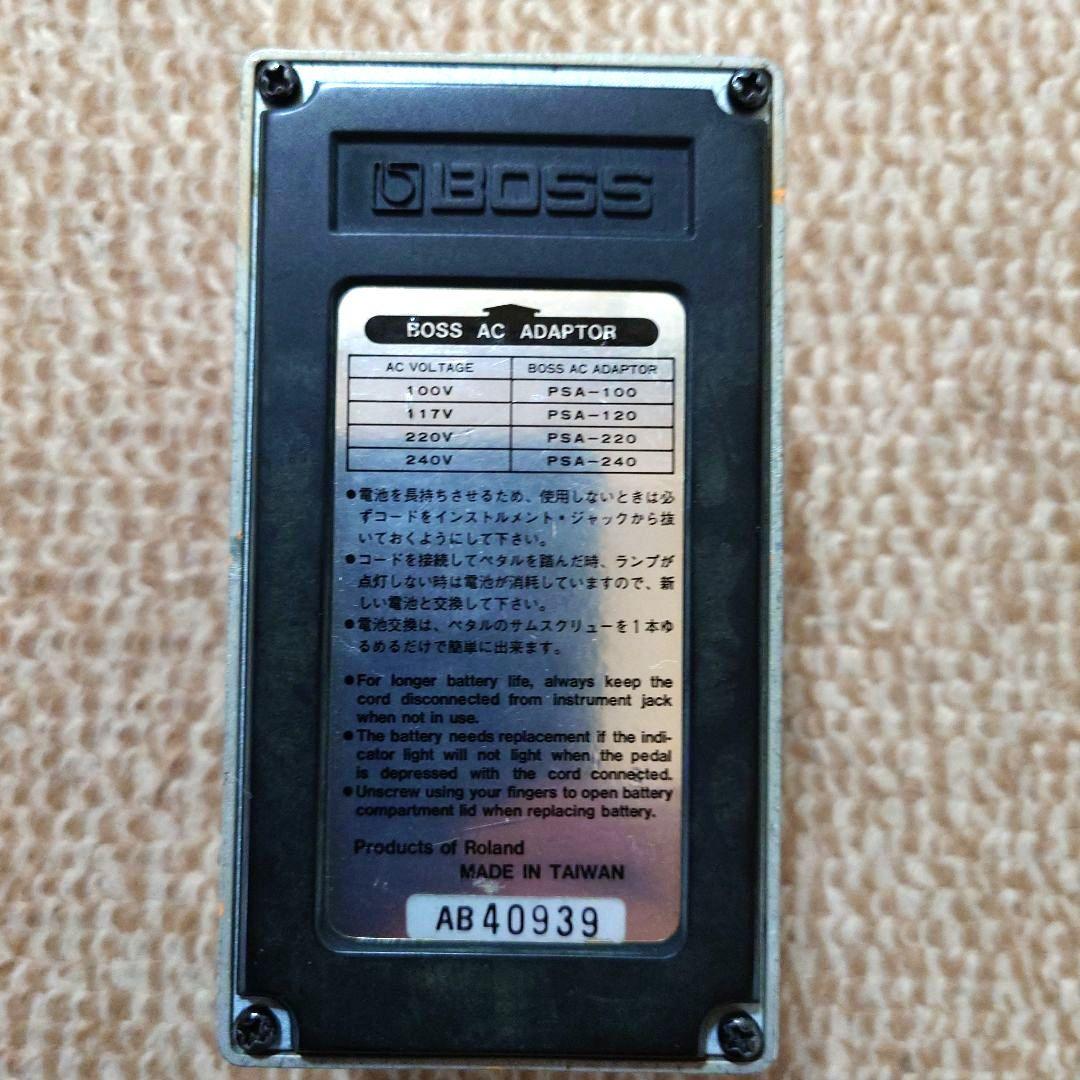 BOSS
BOSS AC ADAPTOR
AC VOLTAGE BOSS AC ADAPTOR
100V PSA-100
117V PSA-120
220V PSA-220
240V PSA-240
●電池を長持ちさせるため、使用しないときは必
ずコードをインストルメント・ジャックから抜
いておくようにして下さい。
●コードを接続してペタルを踏んだ時、ランプが
点灯しない時は電池が消耗していますので、新
しい電池と交換して下さい。
●電池交換は、ペタルのサムスクリューを1本ゆ
るめるだけで簡単に出来ます。
●For longer battery life, always keep the
cord disconnected from instrument jack
when not in use.
●The battery needs replacement if the indi-
cator light will not light when the pedal
is depressed with the cord connected.
●Unscrew using your fingers to open battery
compartment lid when replacing battery.
Products of Roland
MADE IN TAIWAN
AB40939